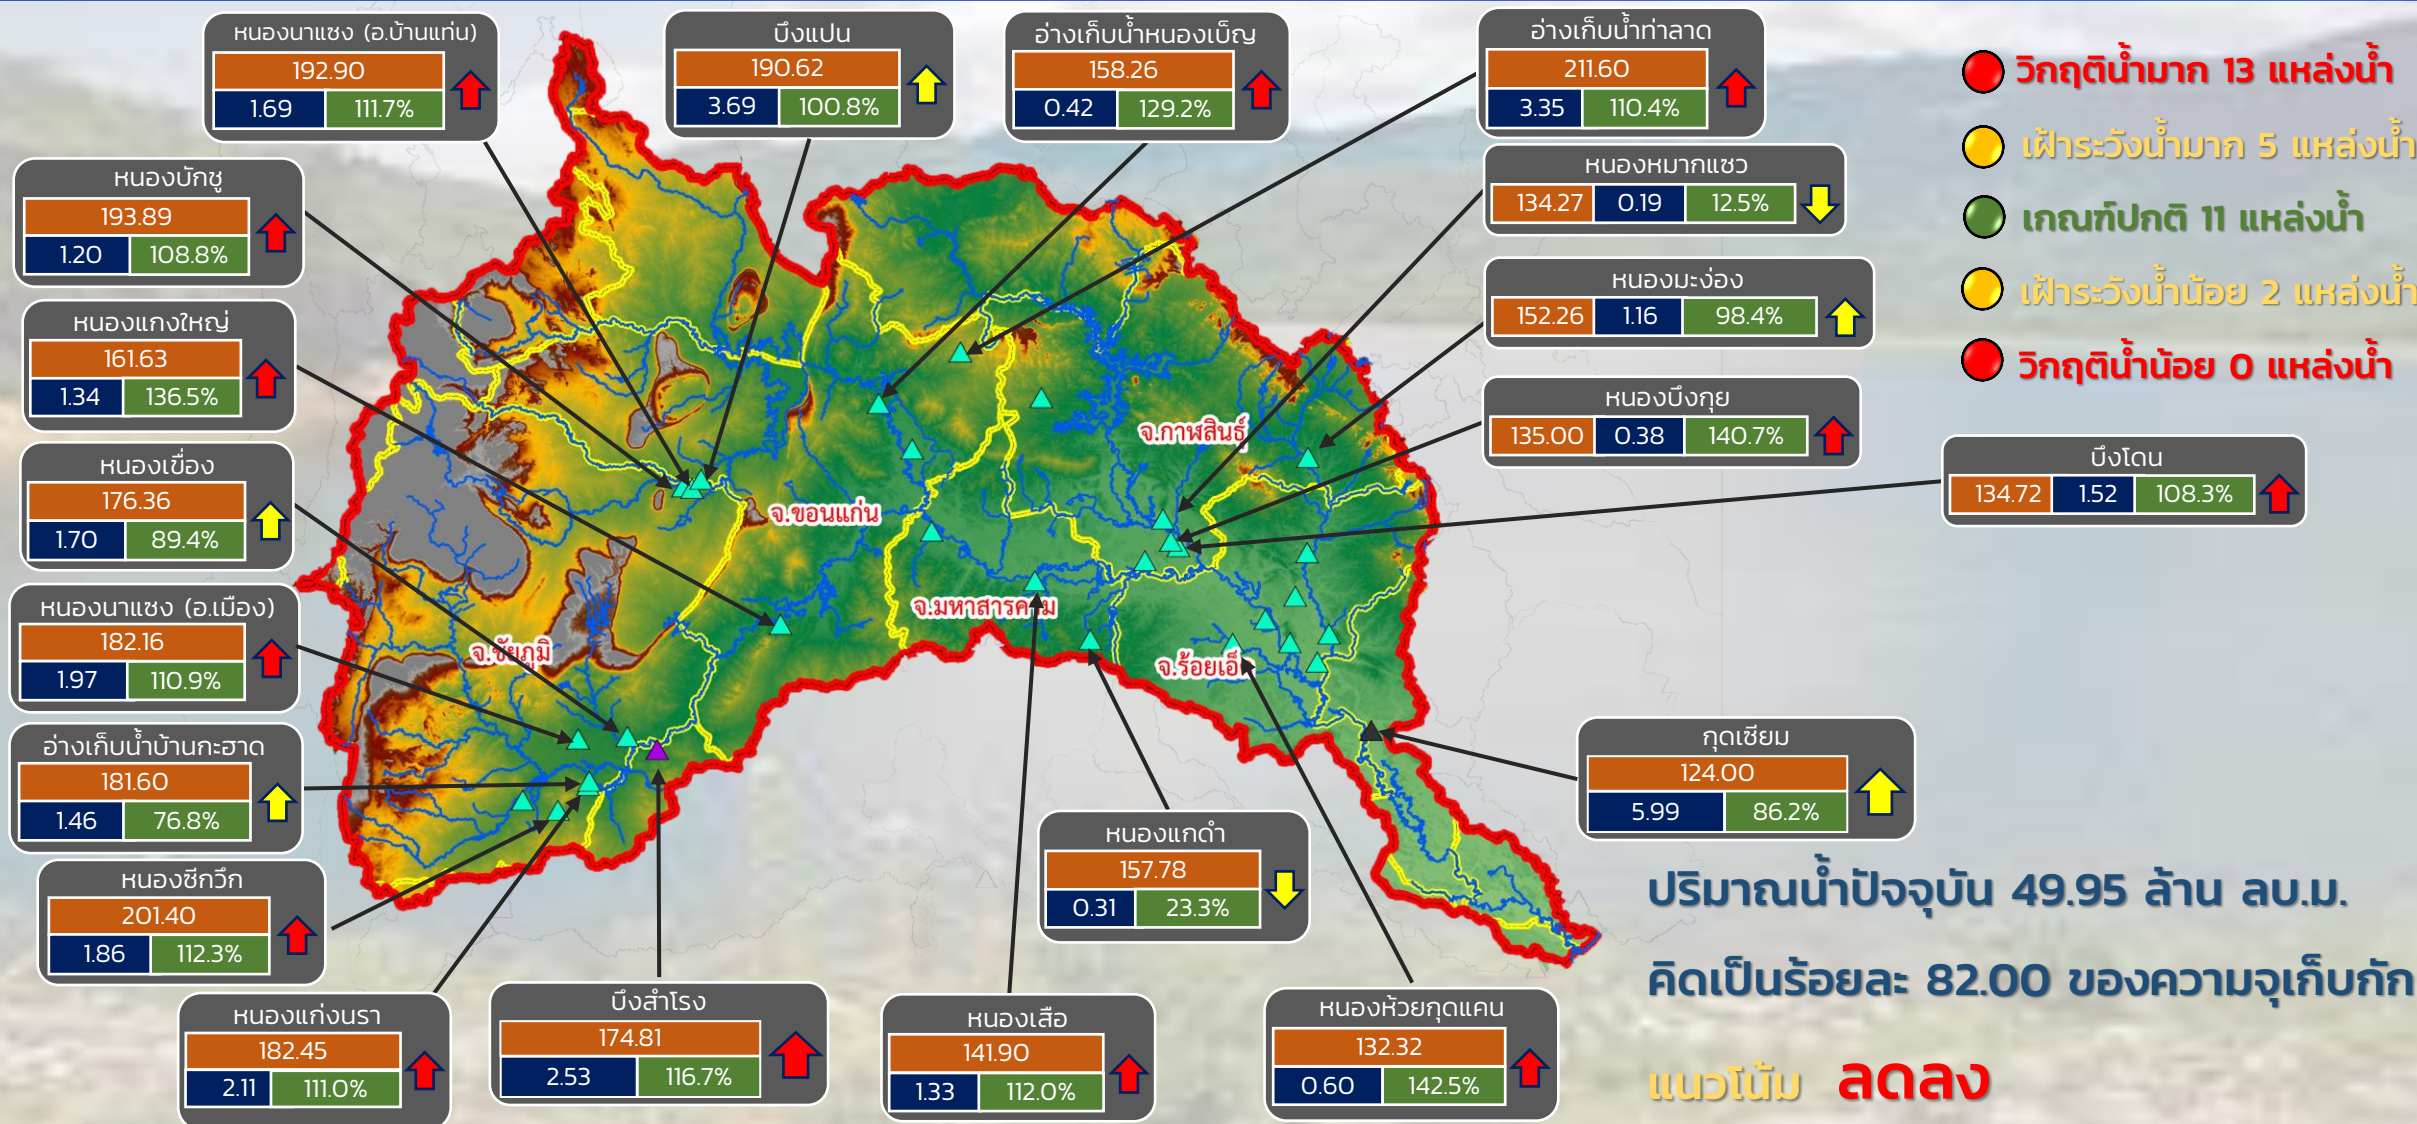 หนองนาแซง (อ.บ้านแท่น)
192.90
1.69 111.7%
บึงแปน
190.62
3.69 100.8%
อ่างเก็บน้ำหนองเบ็ญ
158.26
0.42 129.2%
อ่างเก็บน้ำท่าลาด
211.60
3.35 110.4%
วิกฤติน้ำมาก 13 แหล่งน้ำ
เฝ้าระวังน้ำมาก 5 แหล่งน้ำ
เกณฑ์ปกติ 11 แหล่งน้ำ
เฝ้าระวังน้ำน้อย 2 แหล่งน้ำ
วิกฤติน้ำน้อย 0 แหล่งน้ำ
หนองบักชู
193.89
1.20 108.8%
หนองหมากแซว
134.27 0.19 12.5%
หนองมะง่อง
152.26 1.16 98.4%
หนองแกงใหญ่
161.63
1.34 136.5%
หนองบึงกุย
135.00 0.38 140.7%
บึงโดน
134.72 1.52 108.3%
หนองเขื่อง
176.36
1.70 89.4%
จ.กาฬสินธุ์
จ.ขอนแก่น
จ.มหาสารคาม
จ.ชัยภูมิ
จ.ร้อยเอ็ด
หนองนาแซง (อ.เมือง)
182.16
1.97 110.9%
อ่างเก็บน้ำบ้านกะฮาด
181.60
1.46 76.8%
กุดเซียม
124.00
5.99 86.2%
หนองแกดำ
157.78
0.31 23.3%
หนองซีกวึก
201.40
1.86 112.3%
หนองแก่งนรา
182.45
2.11 111.0%
บึงสำโรง
174.81
2.53 116.7%
หนองเสือ
141.90
1.33 112.0%
หนองห้วยกุดแคน
132.32
0.60 142.5%
ปริมาณน้ำปัจจุบัน 49.95 ล้าน ลบ.ม.
คิดเป็นร้อยละ 82.00 ของความจุเก็บกัก
แนวโน้ม ลดลง